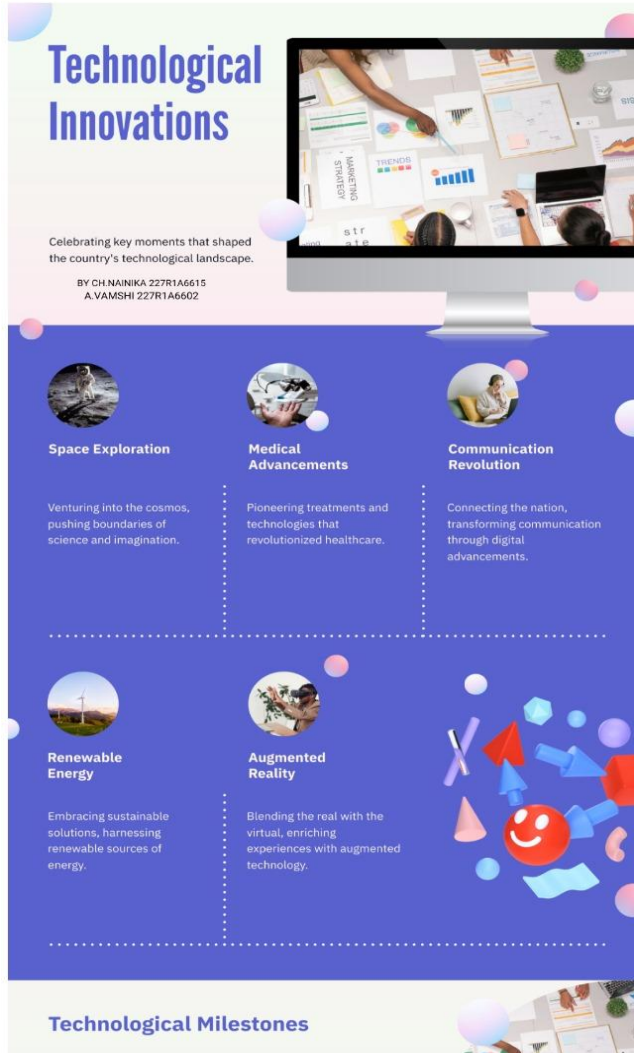 Technological
Innovations
Celebrating key moments that shaped
the country's technological landscape.
BY CH.NAINIKA 227R1A6615
A.VAMSHI 227R1A6602
MARKETING
STRATEGY
TRENDS
str
ate
Space Exploration
Venturing into the cosmos,
pushing boundaries of
science and imagination.
Medical
Advancements
Pioneering treatments and
technologies that
revolutionized healthcare.
Communication
Revolution
Connecting the nation,
transforming communication
through digital
advancements.
Renewable
Energy
Embracing sustainable
solutions, harnessing
renewable sources of
energy.
Augmented
Reality
Blending the real with the
virtual, enriching
experiences with augmented
technology.
Technological Milestones